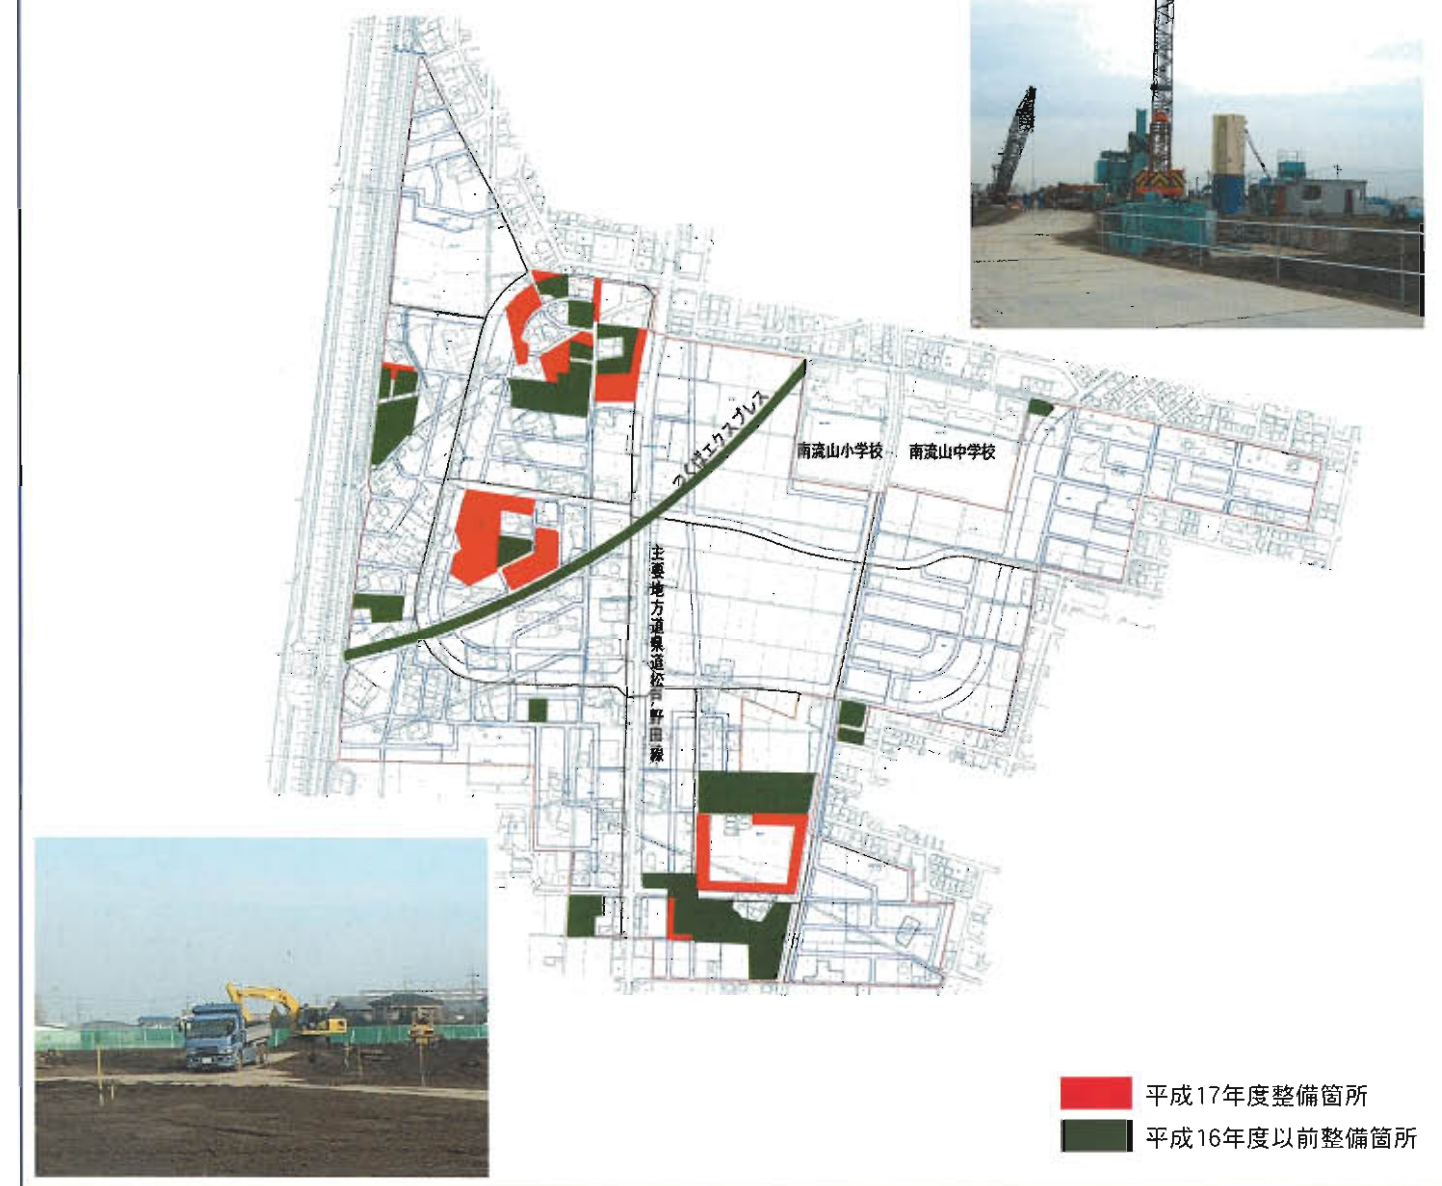 つくばエクスプレス
南流山小学校
南流山中学校
主要地方道県道松戸野田線
平成17年度整備箇所
平成16年度以前整備箇所